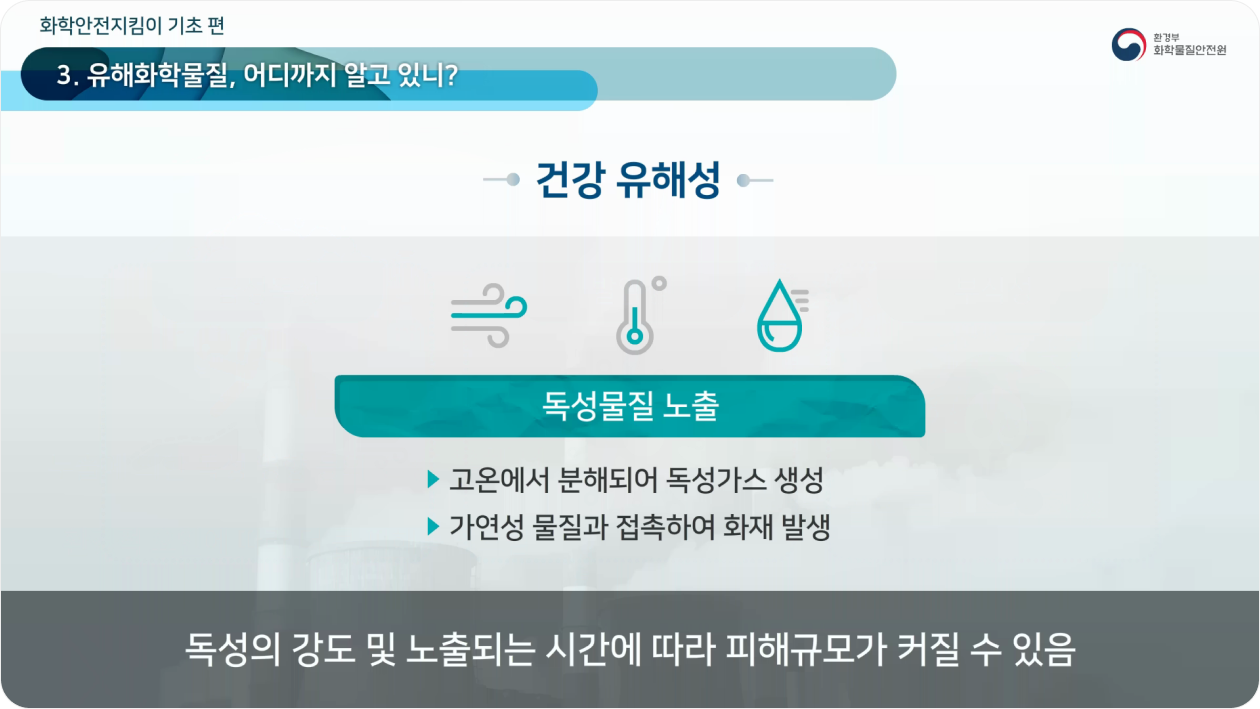 화학안전지킴이 기초 편
환경부
화학물질안전원
3. 유해화학물질, 어디까지 알고 있니?
건강 유해성
독성물질 노출
고온에서 분해되어 독성가스 생성
가연성 물질과 접촉하여 화재 발생
독성의 강도 및 노출되는 시간에 따라 피해규모가 커질 수 있음